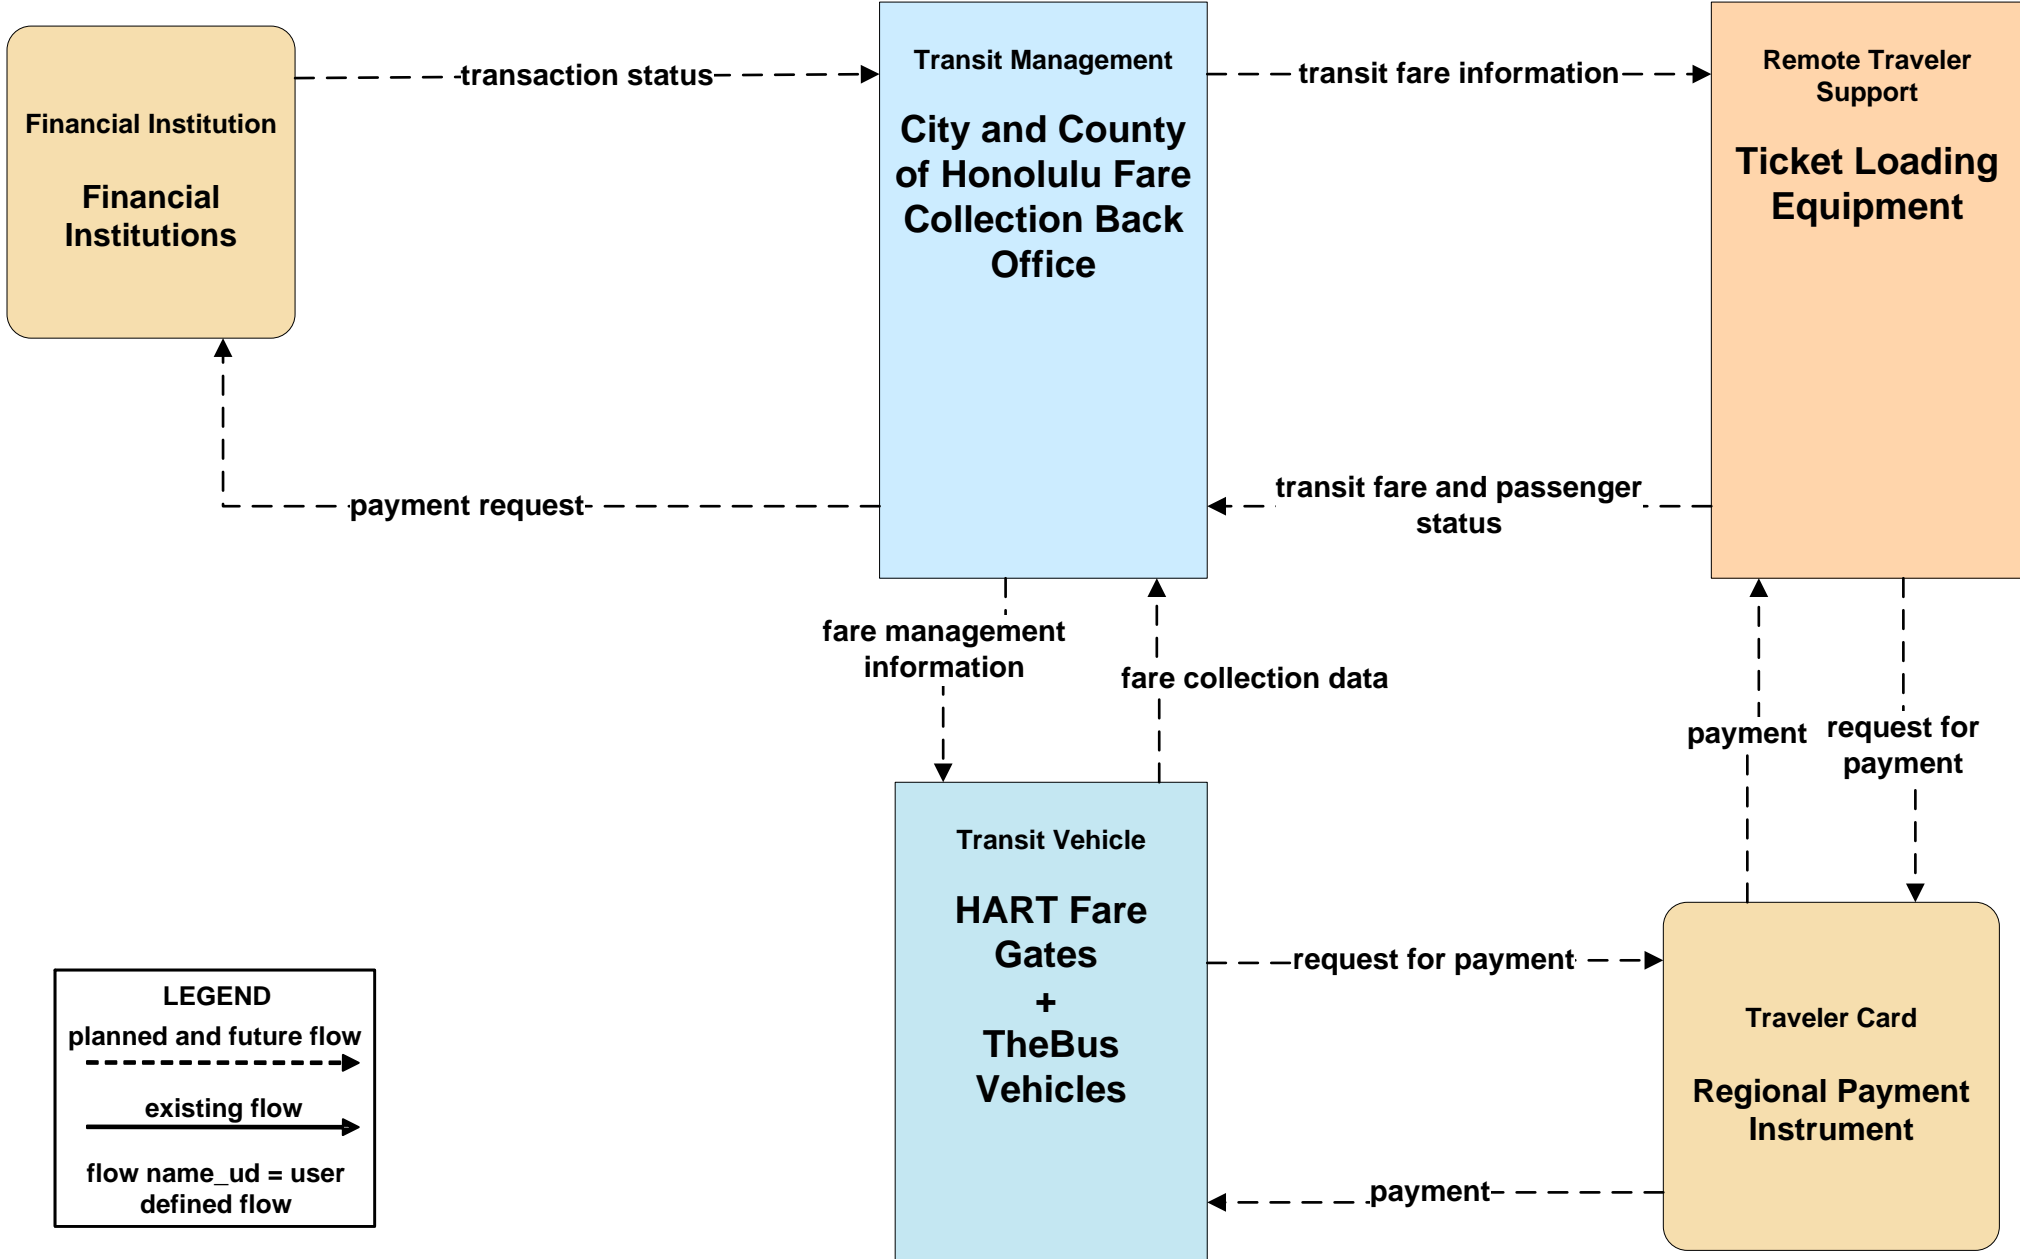 Financial Institution
Financial
Institutions
transaction status
Transit Management
City and County
of Honolulu Fare
Collection Back
Office
transit fare information
Remote Traveler
Support
Ticket Loading
Equipment
payment request
transit fare and passenger
status
fare management
information
fare collection data
payment
request for
payment
Transit Vehicle
HART Fare
Gates
+
TheBus
Vehicles
request for payment
Traveler Card
Regional Payment
Instrument
payment
LEGEND
planned and future flow
existing flow
flow name_ud = user
defined flow